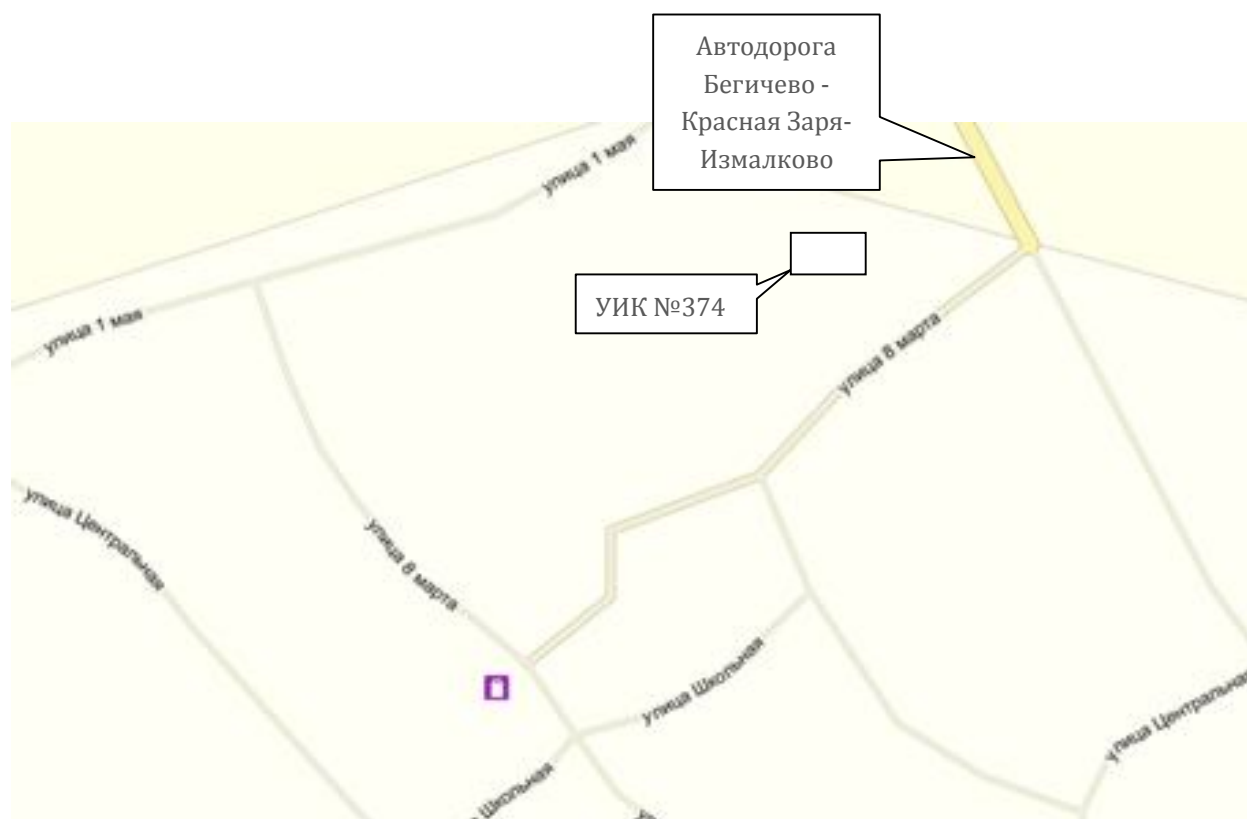 Автодорога
Бегичево -
Красная Заря-
Измалково
улица 1 мая
УИК №374
улица 1 мая
улица 8 марта
улица Центральная
улица 8 марта
улица Школьная
улица Центральная
Школьная